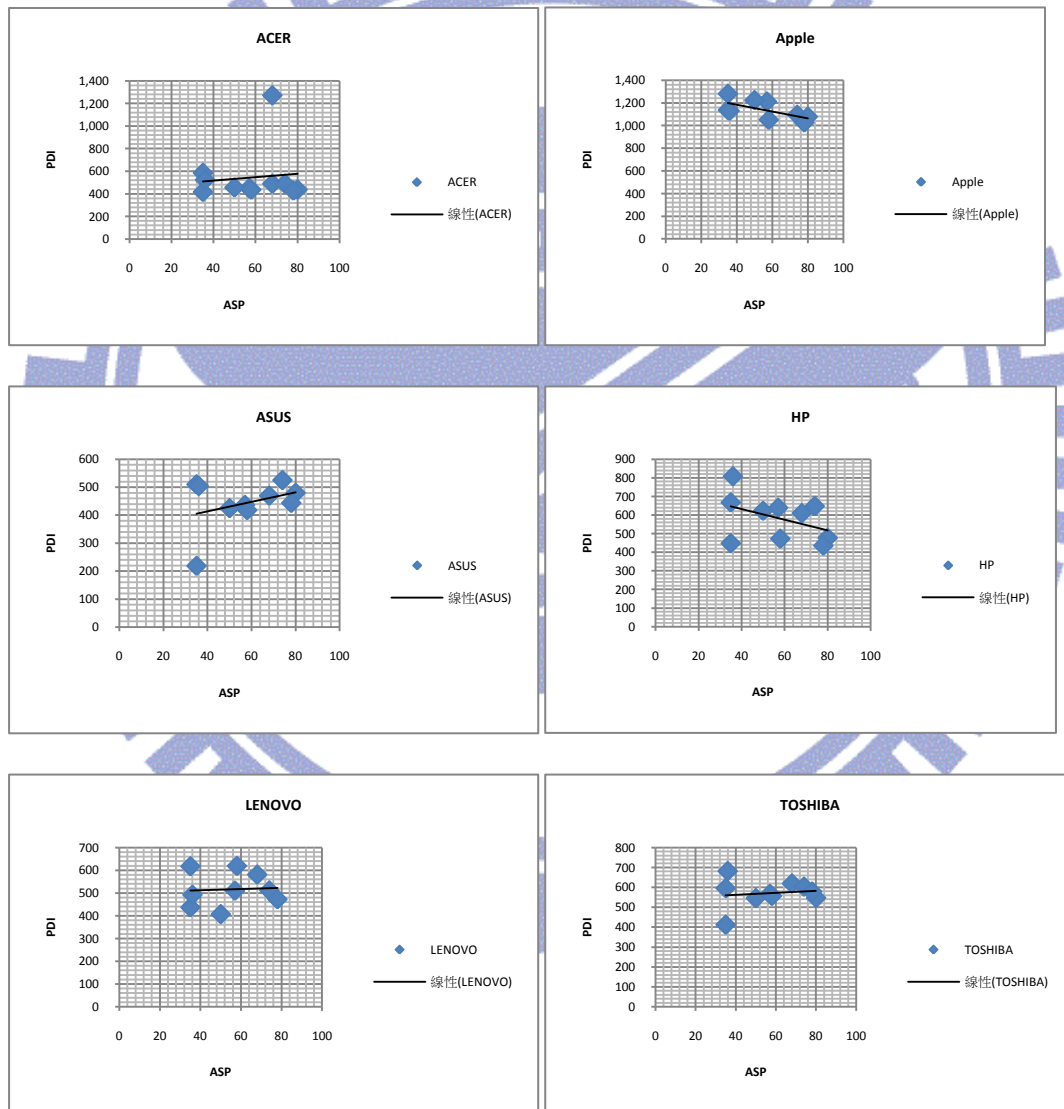 ACER
PDI
1,400
1,200
1,000
800
600
400
200
0
0 20 40 60 80 100
ASP
ACER
線性(ACER)
Apple
PDI
1,400
1,200
1,000
800
600
400
200
0
0 20 40 60 80 100
ASP
Apple
線性(Apple)
ASUS
PDI
600
500
400
300
200
100
0
0 20 40 60 80 100
ASP
ASUS
線性(ASUS)
HP
PDI
900
800
700
600
500
400
300
200
100
0
0 20 40 60 80 100
ASP
HP
線性(HP)
LENOVO
PDI
700
600
500
400
300
200
100
0
0 20 40 60 80 100
ASP
LENOVO
線性(LENOVO)
TOSHIBA
PDI
800
700
600
500
400
300
200
100
0
0 20 40 60 80 100
ASP
TOSHIBA
線性(TOSHIBA)